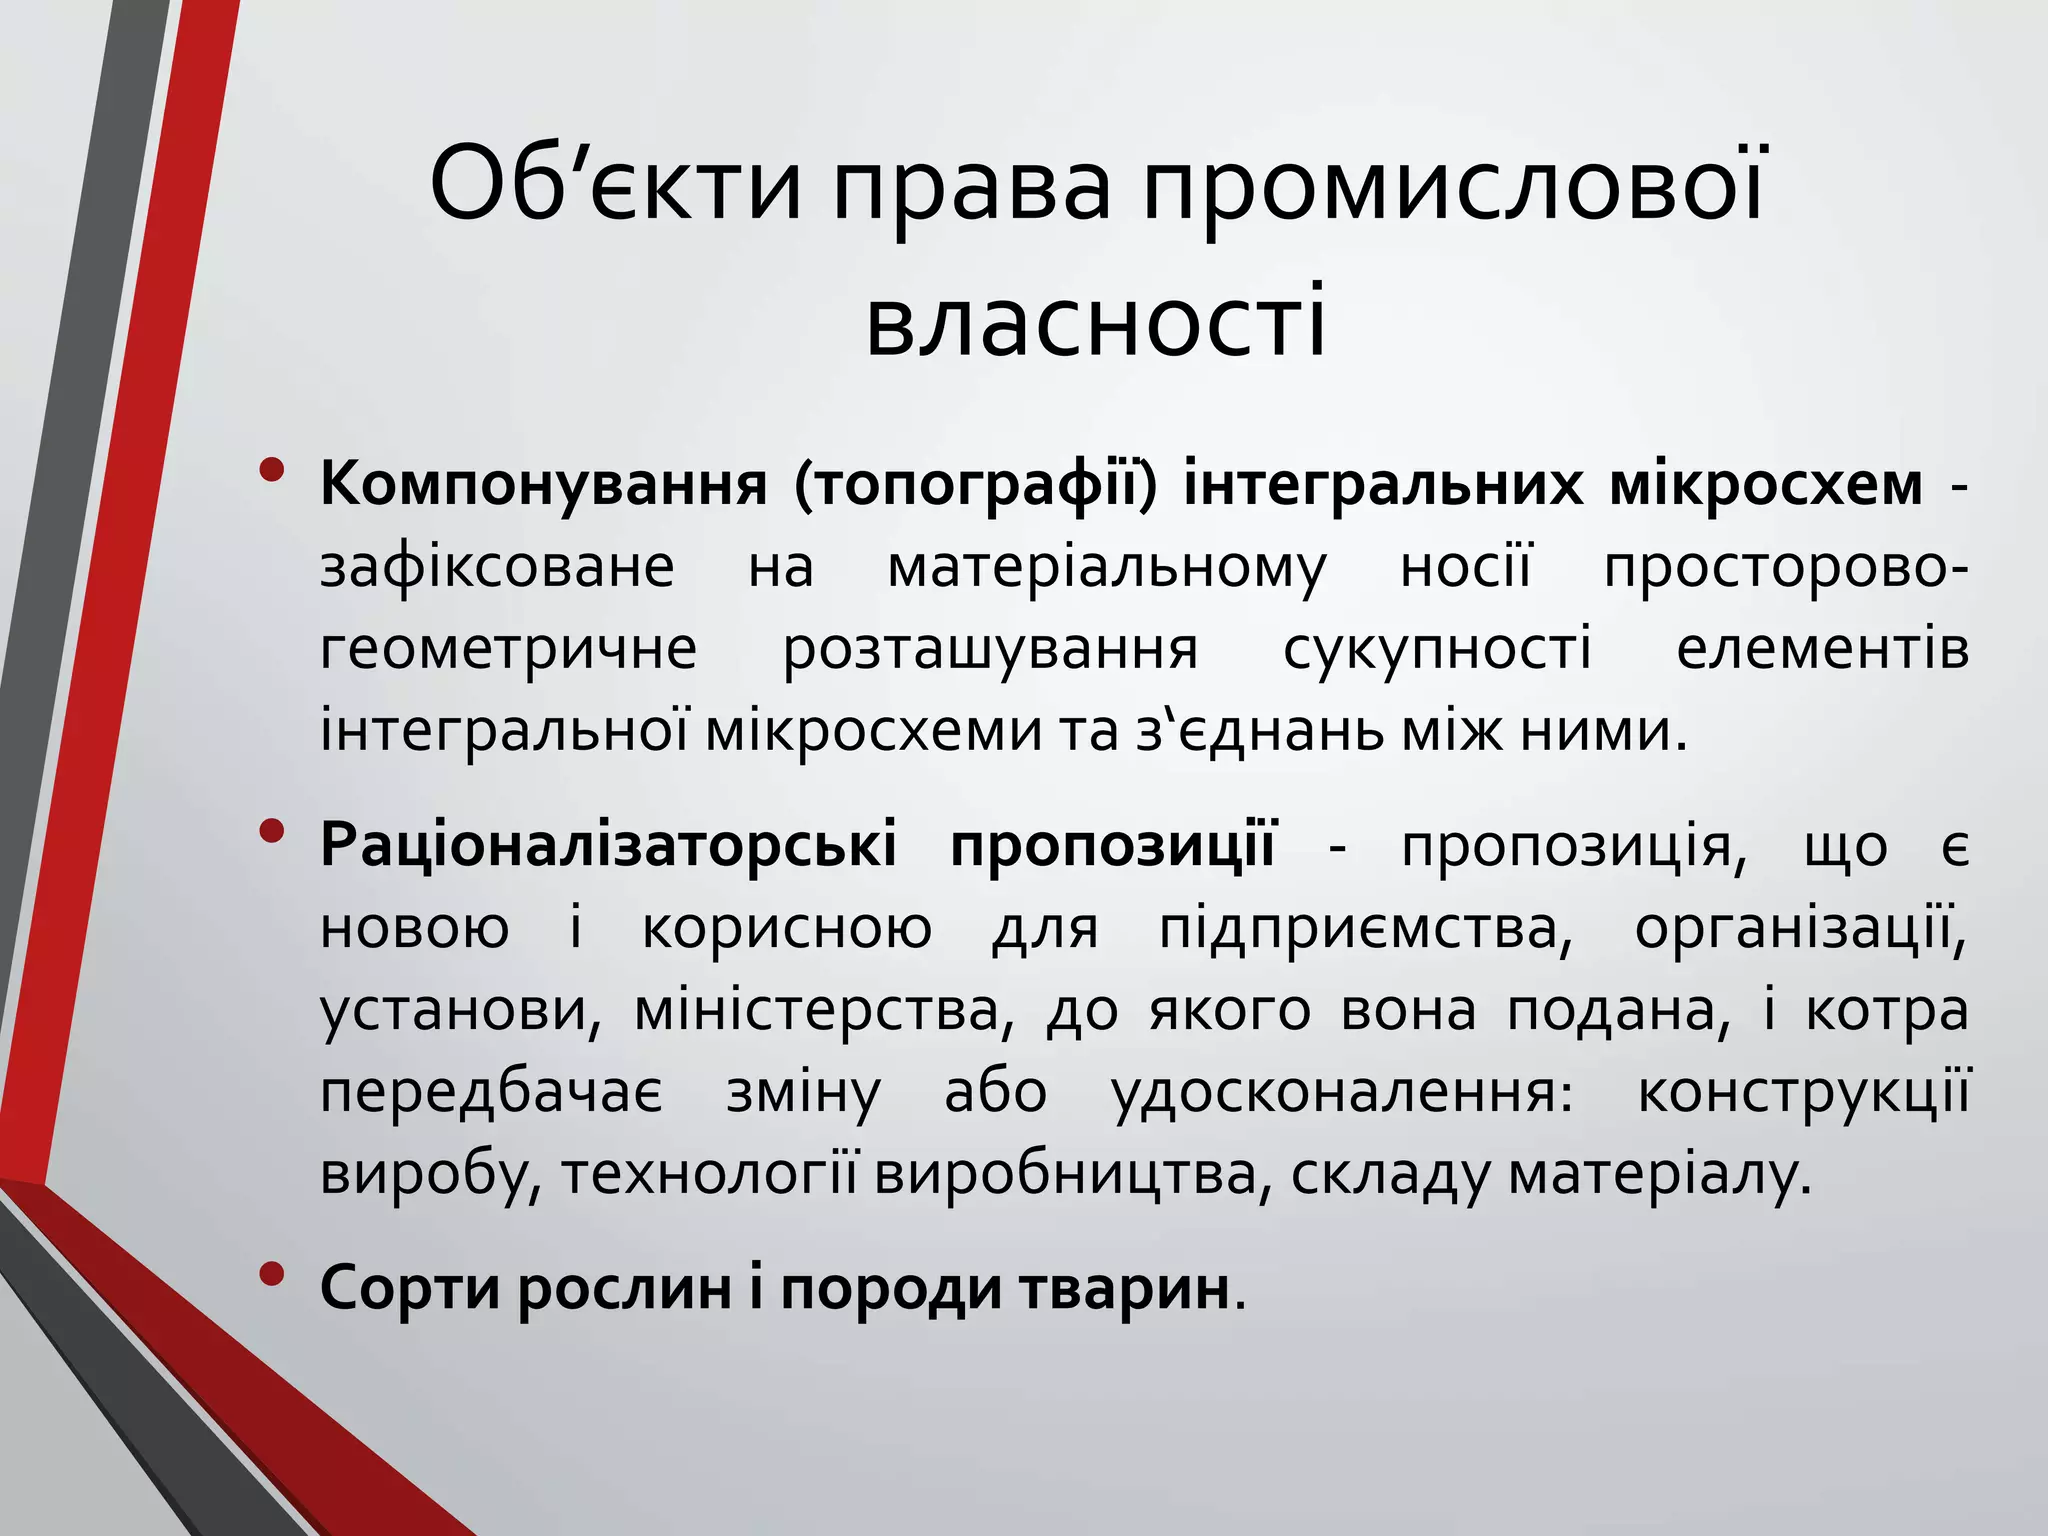 Об’єкти права промислової
власності
• Компонування (топографії) інтегральних мікросхем -
зафіксоване на матеріальному носії просторово-
геометричне розташування сукупності елементів
інтегральної мікросхеми та з‘єднань між ними.
• Раціоналізаторські пропозиції - пропозиція, що є
новою і корисною для підприємства, організації,
установи, міністерства, до якого вона подана, і котра
передбачає зміну або удосконалення: конструкції
виробу, технології виробництва, складу матеріалу.
• Сорти рослин і породи тварин.